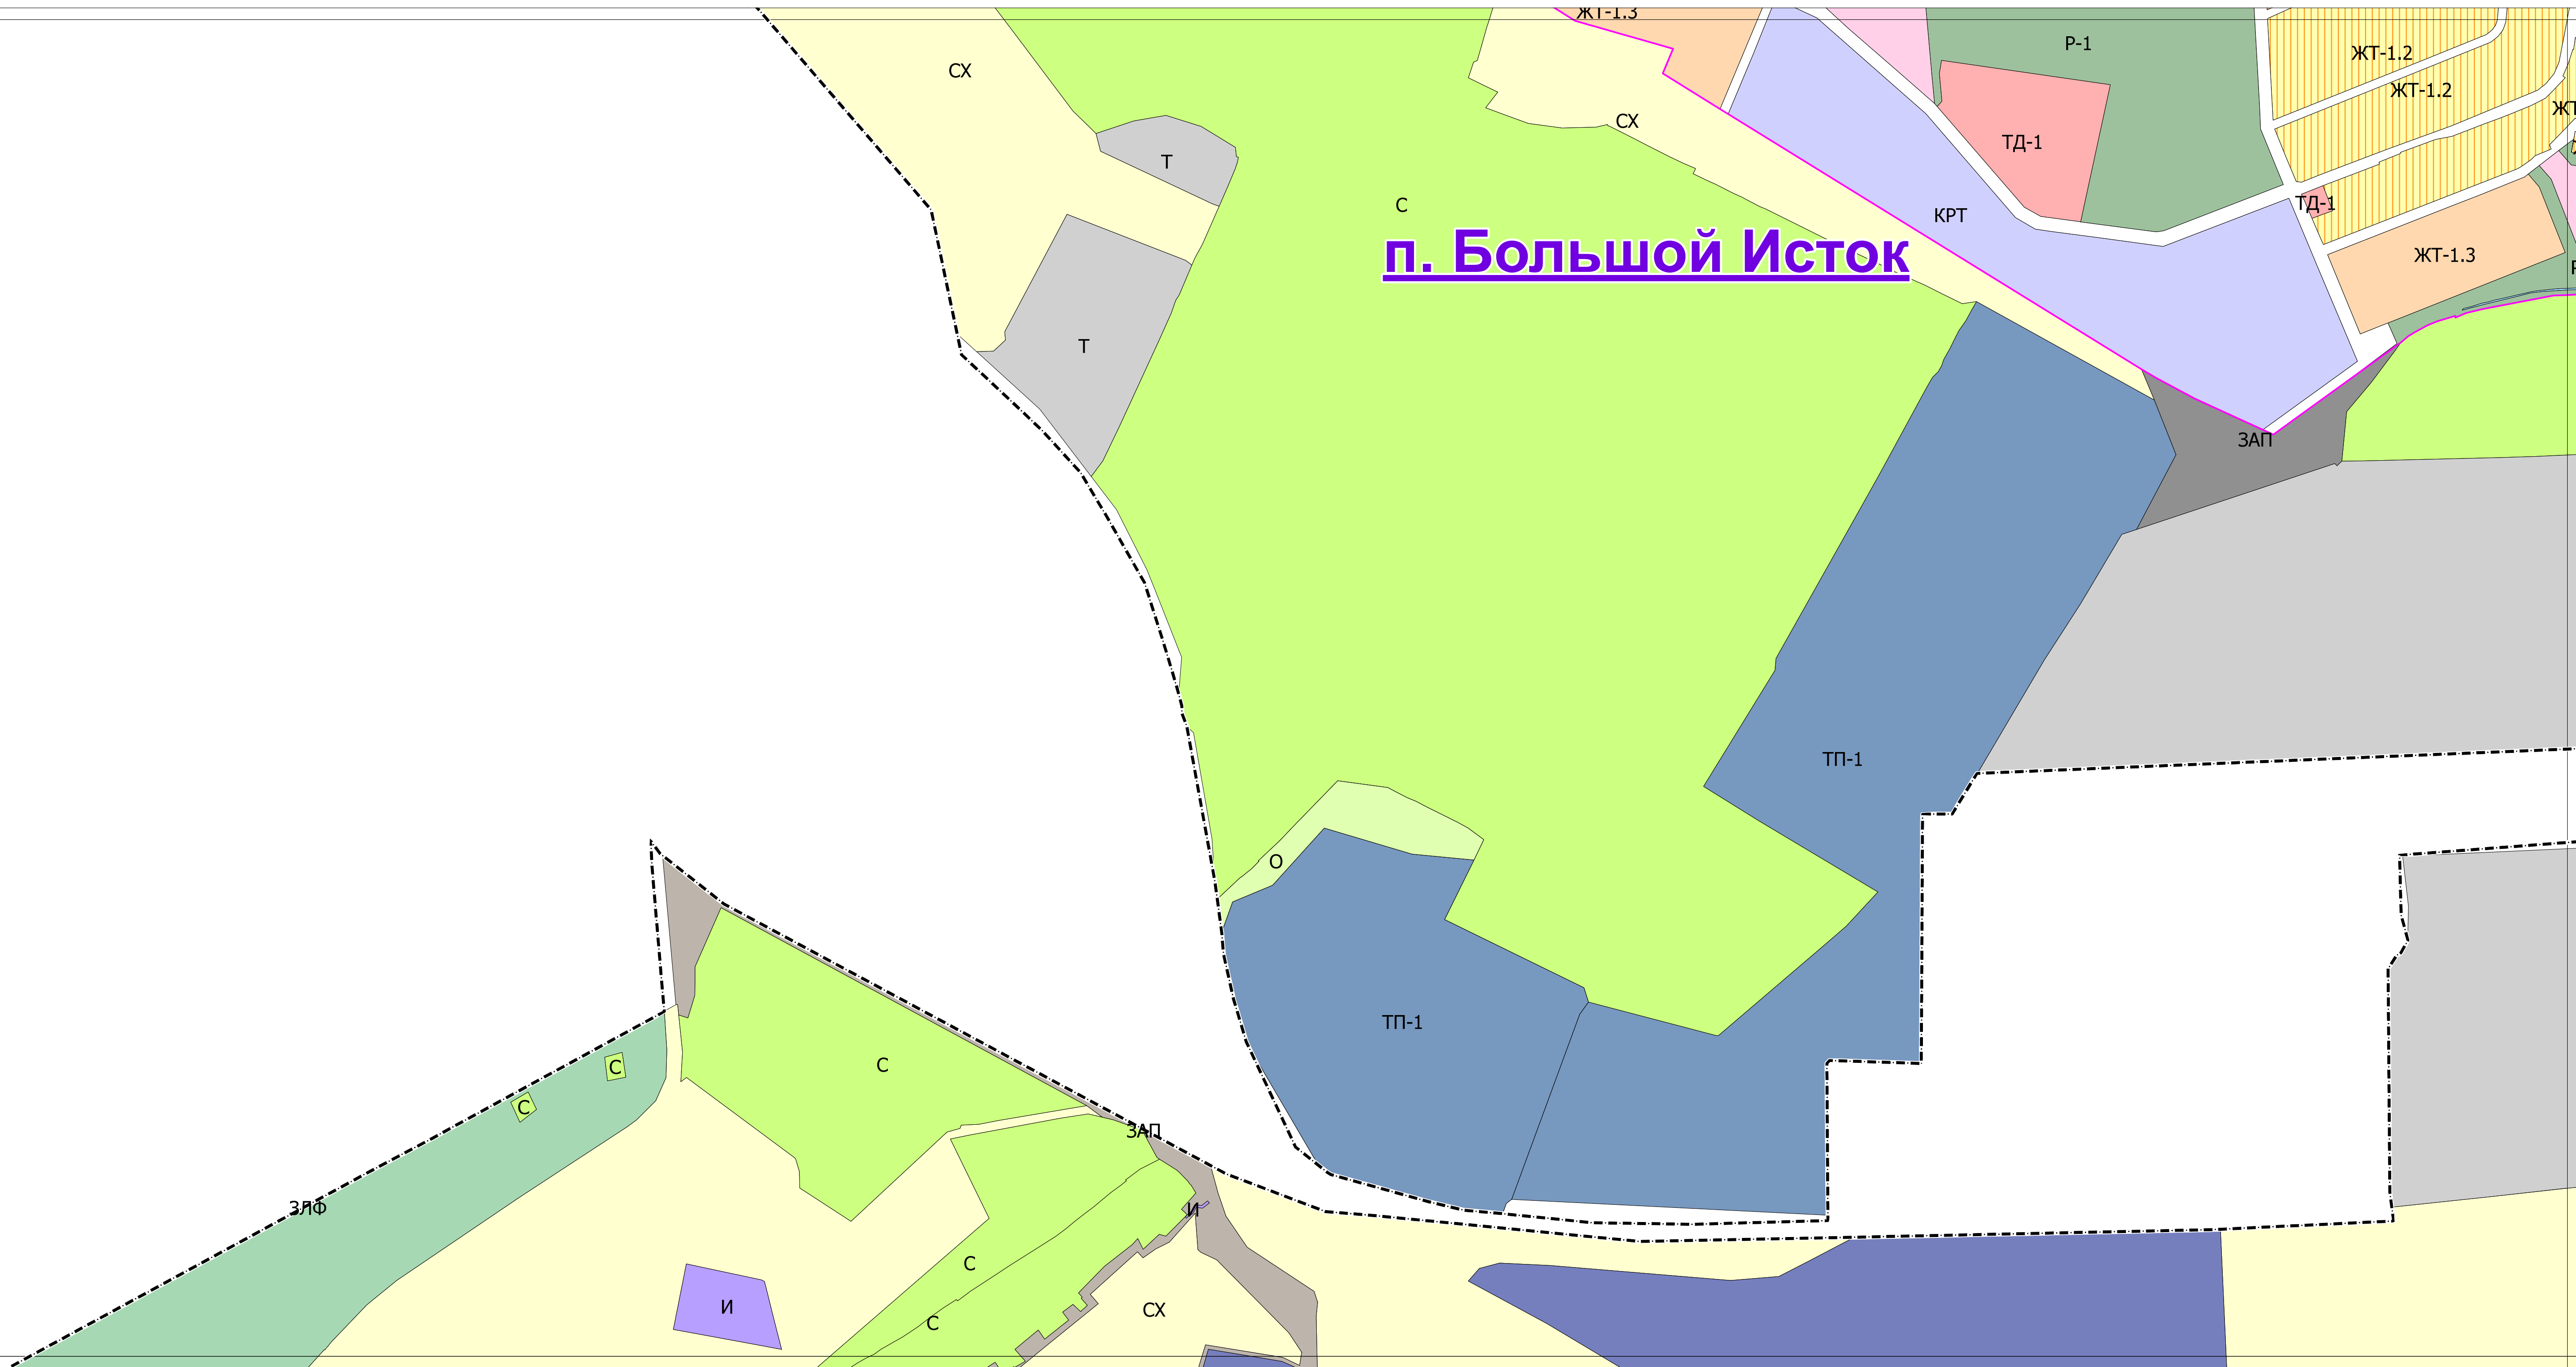 ЖТ-1.3
Р-1
ЖТ-1.2
СХ
ЖТ-1.2
СХ
ТД-1
Т
С
ТД-1
КРТ
п. Большой Исток
ЖТ-1.3
Т
ЗАП
ТП-1
О
ТП-1
С
С
С
ЗАП
ЗЛФ
И
С
И
СХ
С